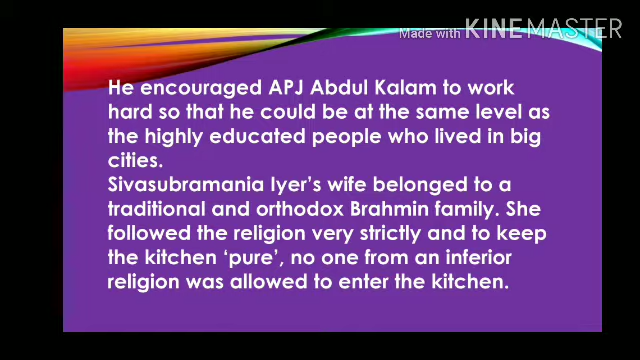 Made with KINEMASTER
He encouraged APJ Abdul Kalam to work
hard so that he could be at the same level as
the highly educated people who lived in big
cities.
Sivasubramania Iyer's wife belonged to a
traditional and orthodox Brahmin family. She
followed the religion very strictly and to keep
the kitchen 'pure', no one from an inferior
religion was allowed to enter the kitchen.